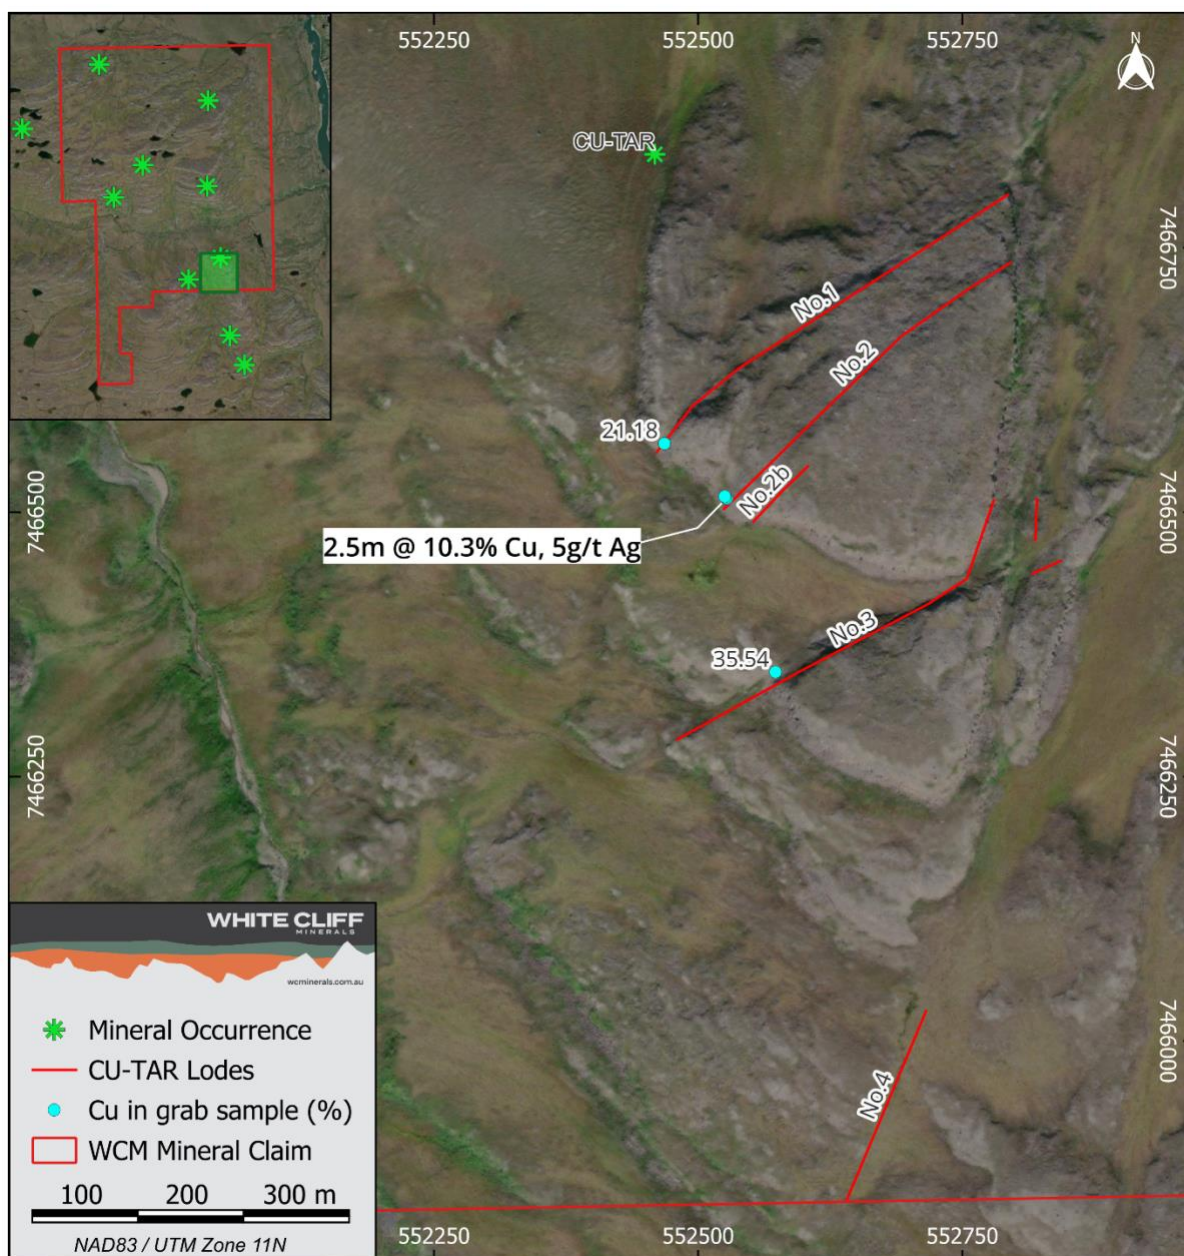 552250
552500
552750
N
CU-TAR
7466750
No.1
No.2
21.18
No.2b
7466500
7466500
2.5m @ 10.3% Cu, 5g/t Ag
No.3
35.54
7466250
7466250
WHITE CLIFF
MINERALS
wcminerals.com.au
Mineral Occurrence
CU-TAR Lodes
Cu in grab sample (%)
WCM Mineral Claim
100 200 300 m
NAD83 / UTM Zone 11N
7466000
No.4
552250
552500
552750